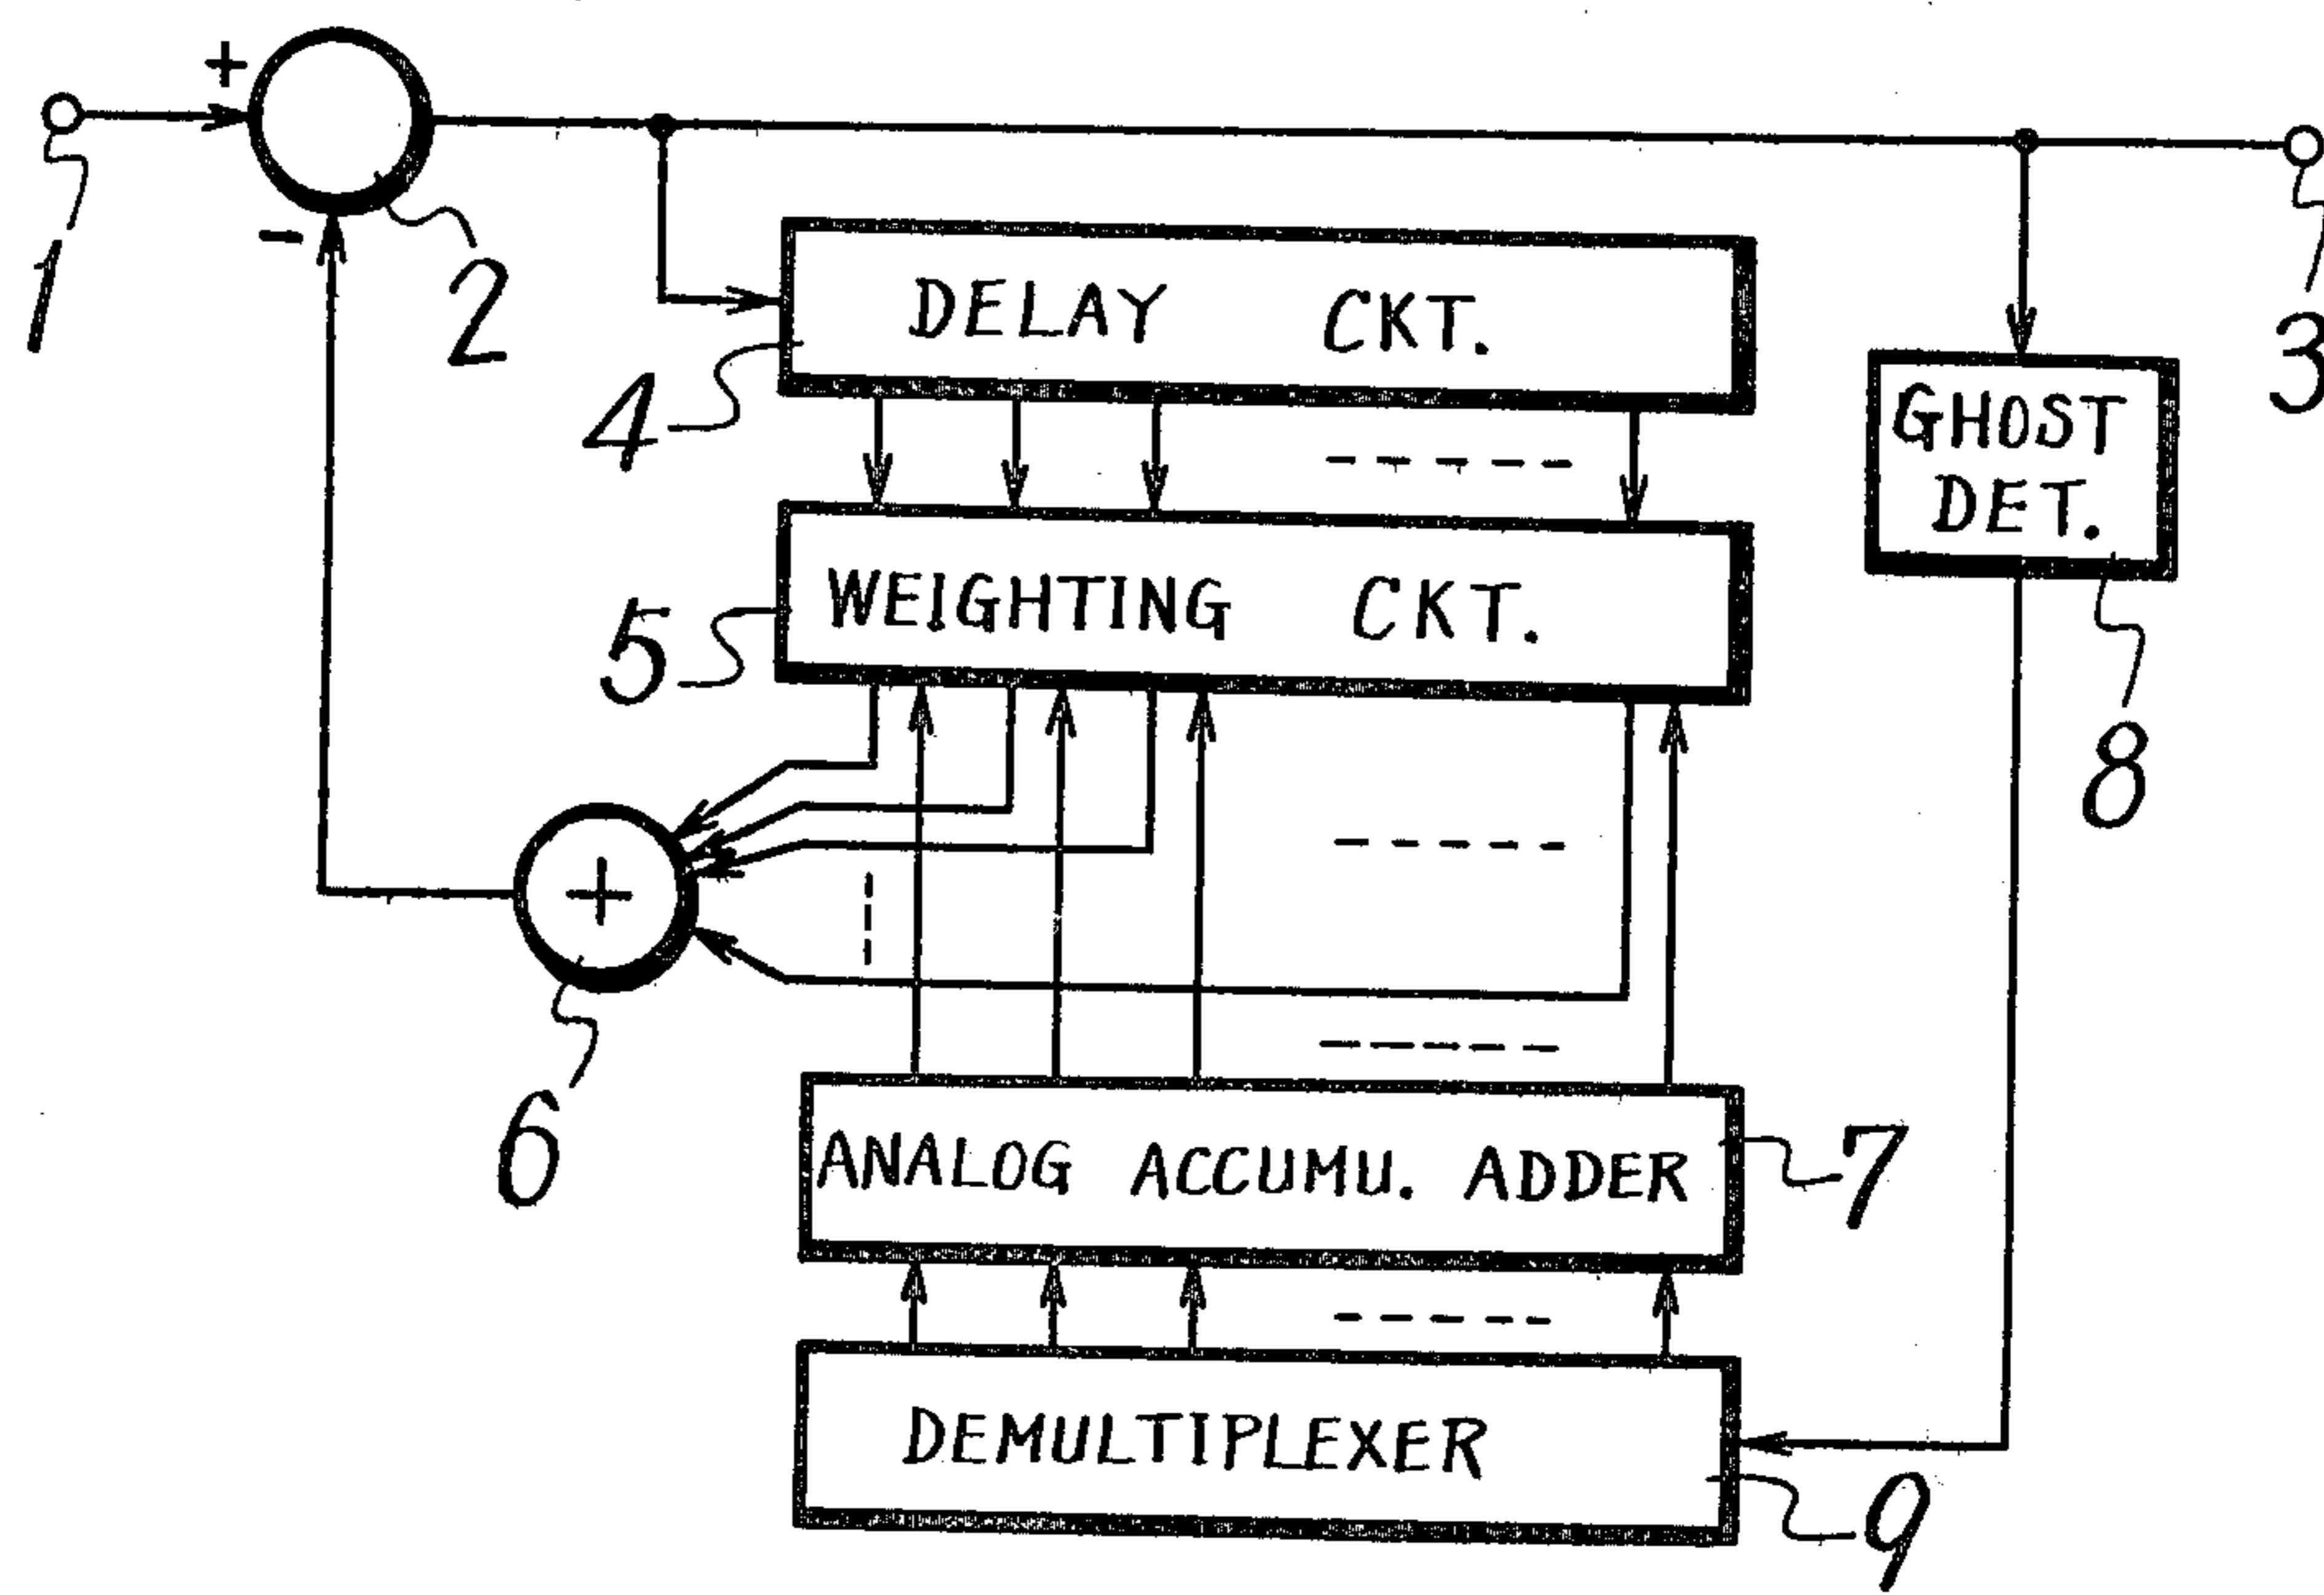 +
-
1
2
3
DELAY CKT.
4
GHOST
DET.
WEIGHTING CKT.
5
8
+
6
ANALOG ACCUMU. ADDER
7
DEMULTIPLEXER
9